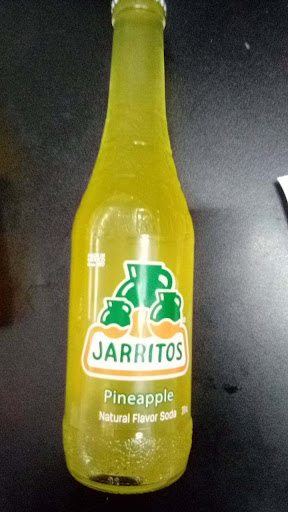 JARRITOS
Pineapple
Natural Flavor Soda